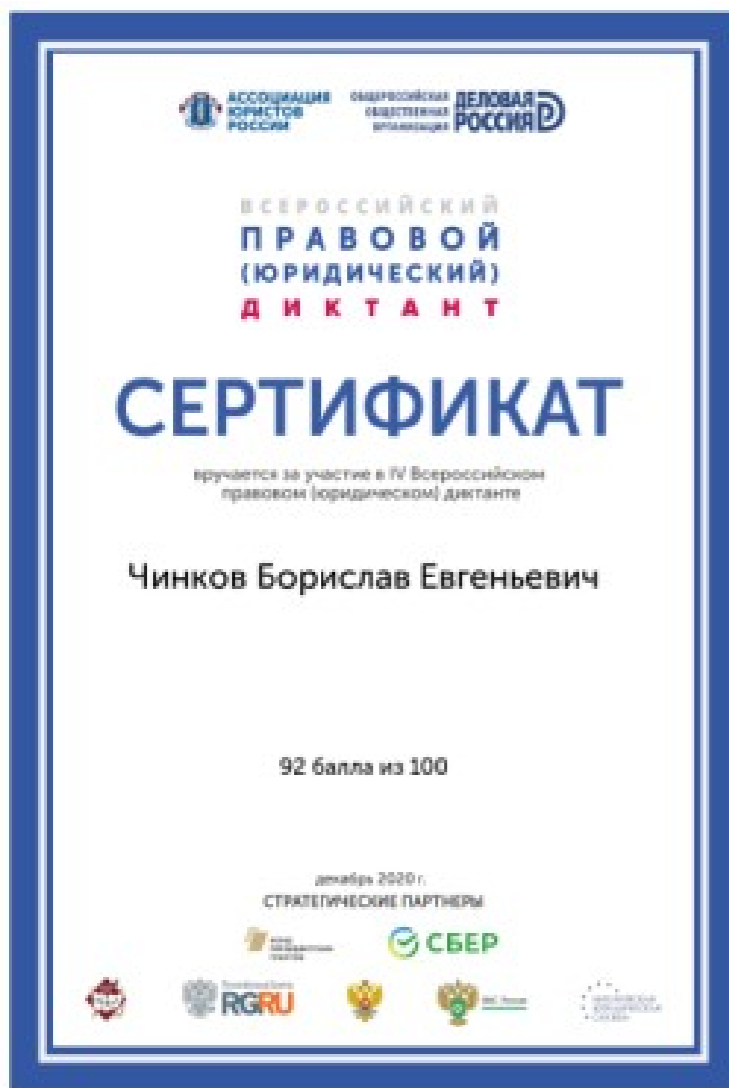 АССОЦИАЦИЯ
ЮРИСТОВ
РОССИИ
ОБЩЕРОССИЙСКАЯ
ОБЩЕСТВЕННАЯ
ОРГАНИЗАЦИЯ
ДЕЛОВАЯ
РОССИЯ
ВСЕРОССИЙСКИЙ
ПРАВОВОЙ
(ЮРИДИЧЕСКИЙ)
ДИКТАНТ
СЕРТИФИКАТ
вручается за участие в IV Всероссийском
правовом (юридическом) диктанте
Чинков Борислав Евгеньевич
92 балла из 100
декабрь 2020 г.
СТРАТЕГИЧЕСКИЕ ПАРТНЕРЫ
СБЕР
RGRU